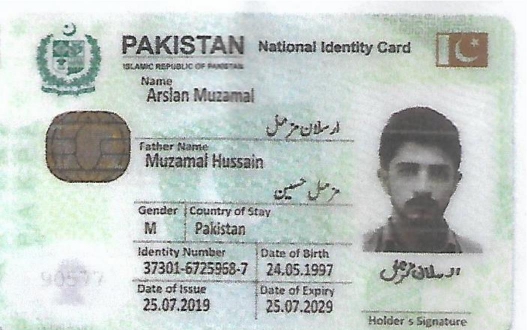 PAKISTAN National Identity Card
ISLAMIC REPUBLIC OF PAKISTAN
Name
Arslan Muzamal
ارسلان مزمل
Father Name
Muzamal Hussain
مزمل حسین
Gender Country of Stay
M Pakistan
Identity Number Date of Birth
37301-6725968-7 24.05.1997
Date of Issue Date of Expiry
25.07.2019 25.07.2029
ارسلان مزمل
Holder's Signature